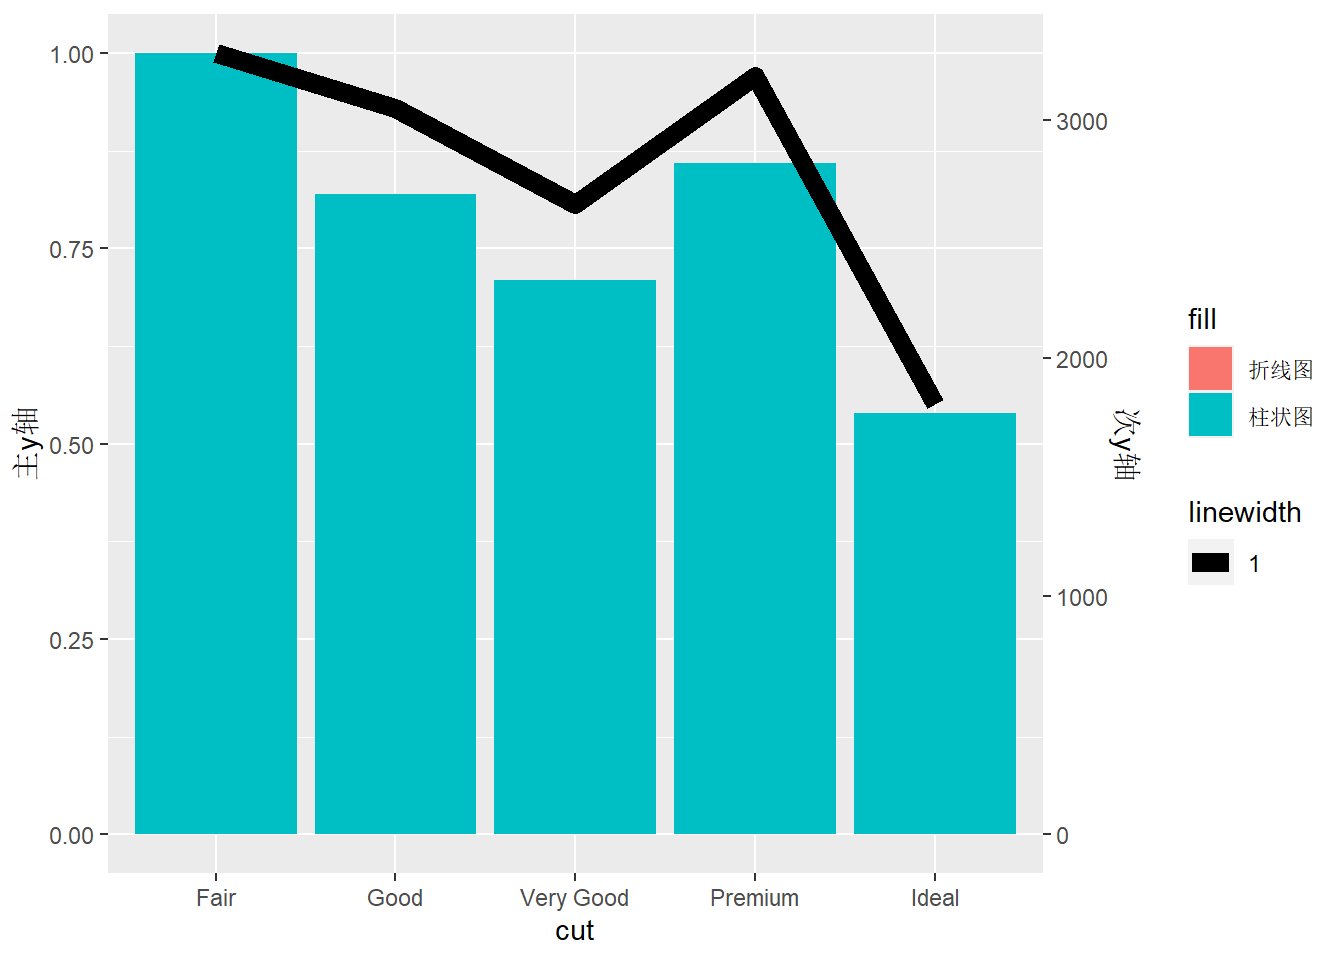 1.00
0.75
0.50
0.25
0.00
主y轴
3000
2000
1000
0
次y轴
Fair
Good
Very Good
Premium
Ideal
cut
fill
折线图
柱状图
linewidth
1